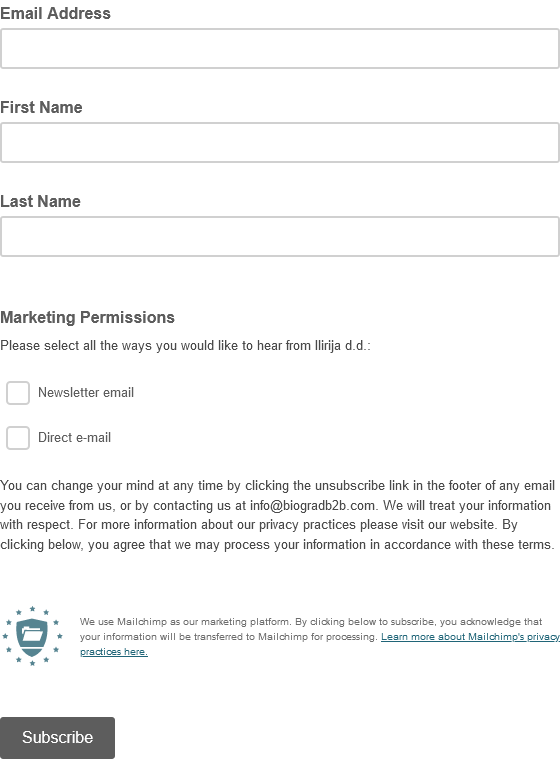 Email Address
First Name
Last Name
Marketing Permissions
Please select all the ways you would like to hear from Ilirija d.d.:
Newsletter email
Direct e-mail
You can change your mind at any time by clicking the unsubscribe link in the footer of any email
you receive from us, or by contacting us at info@biogradb2b.com. We will treat your information
with respect. For more information about our privacy practices please visit our website. By
clicking below, you agree that we may process your information in accordance with these terms.
We use Mailchimp as our marketing platform. By clicking below to subscribe, you acknowledge that
your information will be transferred to Mailchimp for processing. Learn more about Mailchimp's privacy
practices here.
Subscribe